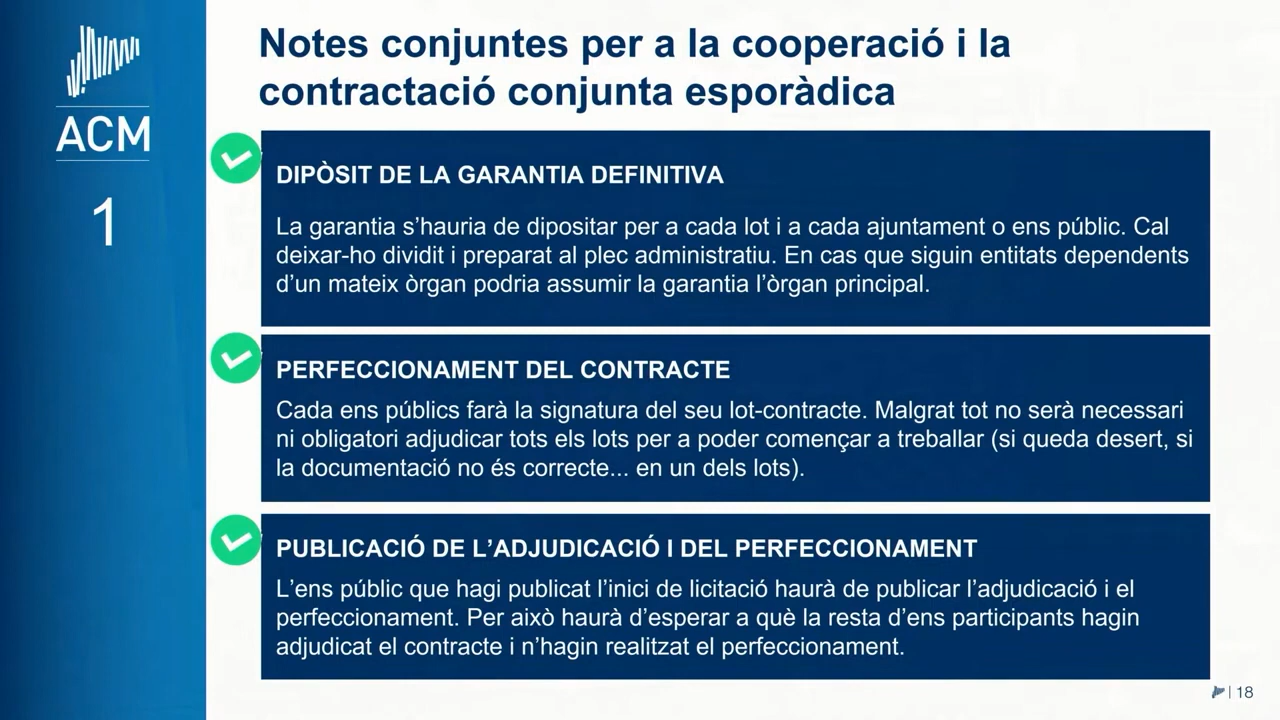 Notes conjuntes per a la cooperació i la
contractació conjunta esporàdica
ACM
1
DIPÒSIT DE LA GARANTIA DEFINITIVA
La garantia s’hauria de dipositar per a cada lot i a cada ajuntament o ens públic. Cal
deixar-ho dividit i preparat al plec administratiu. En cas que siguin entitats dependents
d’un mateix òrgan podria assumir la garantia l’òrgan principal.
PERFECCIONAMENT DEL CONTRACTE
Cada ens públics farà la signatura del seu lot-contracte. Malgrat tot no serà necessari
ni obligatori adjudicar tots els lots per a poder començar a treballar (si queda desert, si
la documentació no és correcte... en un dels lots).
PUBLICACIÓ DE L’ADJUDICACIÓ I DEL PERFECCIONAMENT
L’ens públic que hagi publicat l’inici de licitació haurà de publicar l’adjudicació i el
perfeccionament. Per això haurà d’esperar a què la resta d’ens participants hagin
adjudicat el contracte i n’hagin realitzat el perfeccionament.
| 18